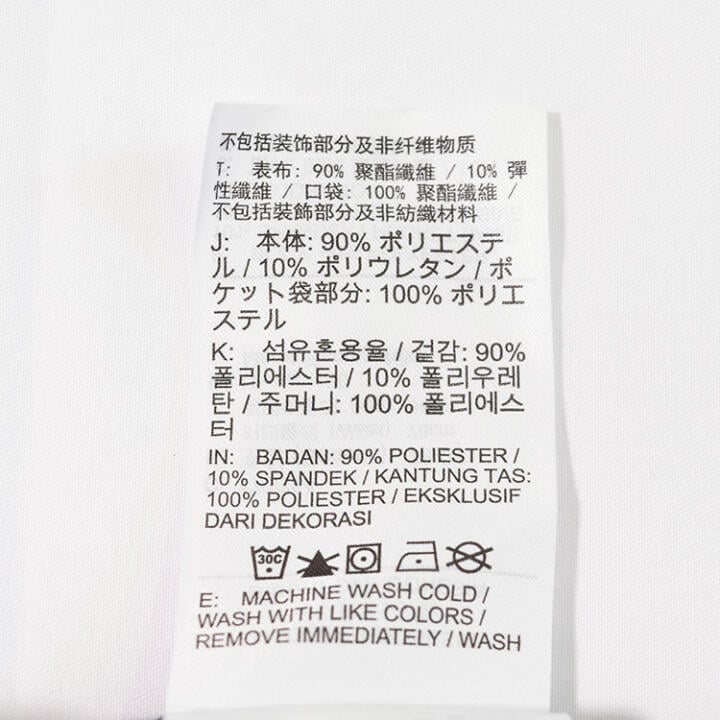 不包括装饰部分及非纤维物质
T: 表布: 90% 聚酯纖維 / 10% 彈
性纖維 / 口袋: 100% 聚酯纖維 /
不包括裝飾部分及非紡織材料
J: 本体: 90% ポリエステ
ル / 10% ポリウレタン / ポ
ケット袋部分: 100% ポリエ
ステル
K: 섬유혼용율 / 겉감: 90%
폴리에스터 / 10% 폴리우레
탄 / 주머니: 100% 폴리에스
터
IN: BADAN: 90% POLIESTER /
10% SPANDEK / KANTUNG TAS:
100% POLIESTER / EKSKLUSIF
DARI DEKORASI
30C
E: MACHINE WASH COLD /
WASH WITH LIKE COLORS /
REMOVE IMMEDIATELY / WASH